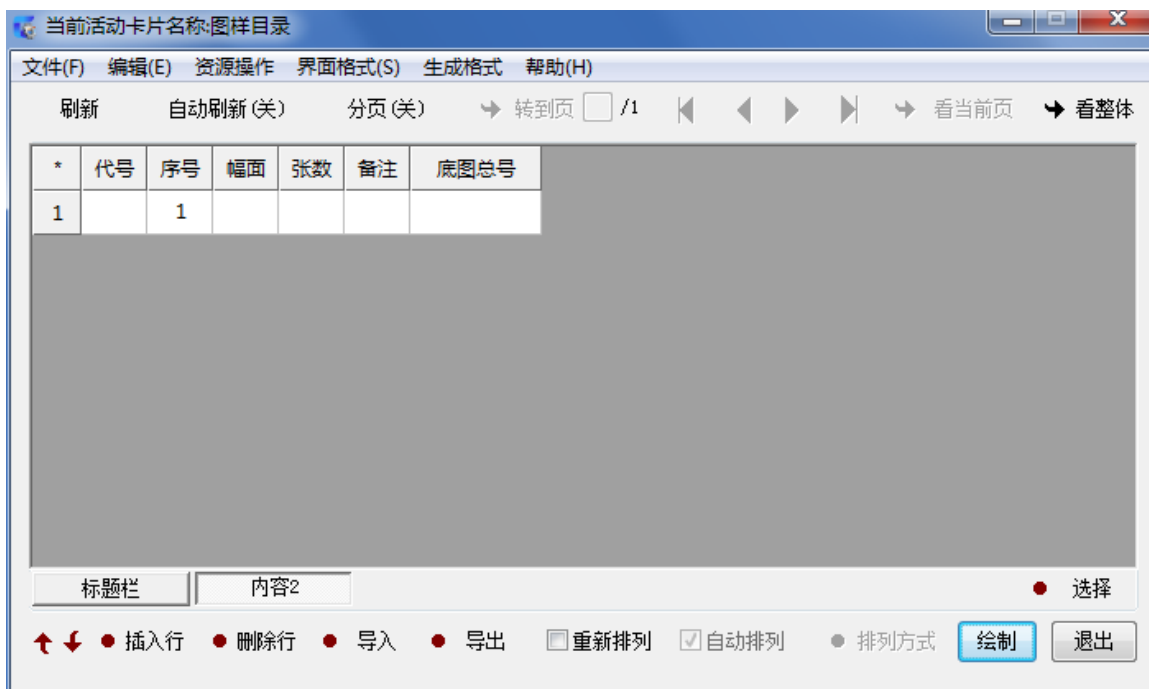 当前活动卡片名称:图样目录
文件(F) 编辑(E) 资源操作 界面格式(S) 生成格式 帮助(H)
刷新 自动刷新(关) 分页(关) 转到页 /1 看当前页 看整体
* 代号 序号 幅面 张数 备注 底图总号
1 1
标题栏 内容2 选择
插入行 删除行 导入 导出 重新排列 自动排列 排列方式 绘制 退出